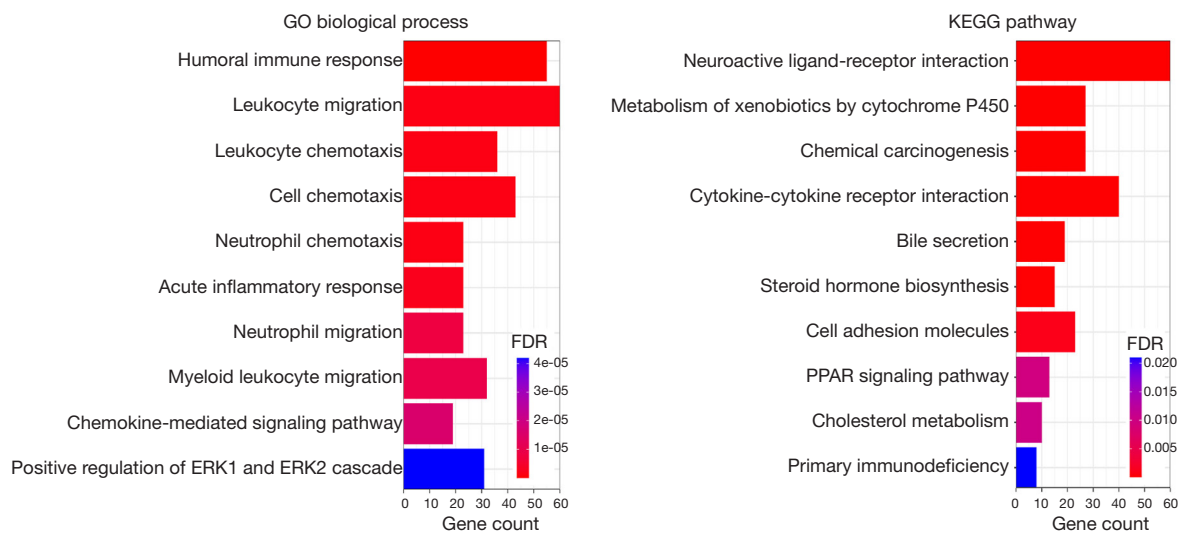 GO biological process
Humoral immune response
Leukocyte migration
Leukocyte chemotaxis
Cell chemotaxis
Neutrophil chemotaxis
Acute inflammatory response
Neutrophil migration
Myeloid leukocyte migration
Chemokine-mediated signaling pathway
Positive regulation of ERK1 and ERK2 cascade
FDR
4e-05
3e-05
2e-05
1e-05
0 10 20 30 40 50 60
Gene count
KEGG pathway
Neuroactive ligand-receptor interaction
Metabolism of xenobiotics by cytochrome P450
Chemical carcinogenesis
Cytokine-cytokine receptor interaction
Bile secretion
Steroid hormone biosynthesis
Cell adhesion molecules
PPAR signaling pathway
Cholesterol metabolism
Primary immunodeficiency
FDR
0.020
0.015
0.010
0.005
0 10 20 30 40 50 60
Gene count